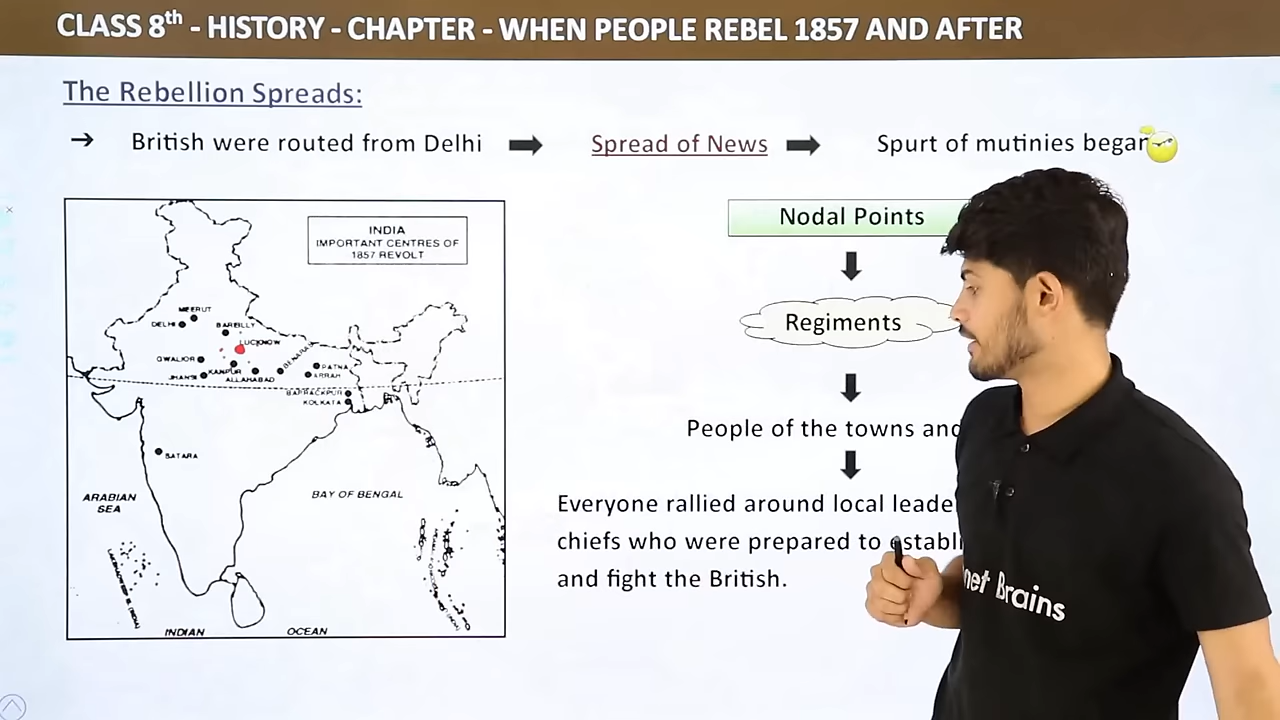 CLASS 8th - HISTORY - CHAPTER - WHEN PEOPLE REBEL 1857 AND AFTER
The Rebellion Spreads:
→ British were routed from Delhi ➡ Spread of News ➡ Spurt of mutinies began
INDIA
IMPORTANT CENTRES OF
1857 REVOLT
MEERUT
DELHI
BAREILLY
LUCKNOW
GWALIOR
JHANSI
KANPUR
ALLAHABAD
BENARAS
PATNA
ARRAH
BARRACKPUR
KOLKATA
SATARA
ARABIAN
SEA
BAY OF BENGAL
INDIAN OCEAN
Nodal Points
Regiments
People of the towns and
Everyone rallied around local leade
chiefs who were prepared to establi
and fight the British.
net Brains